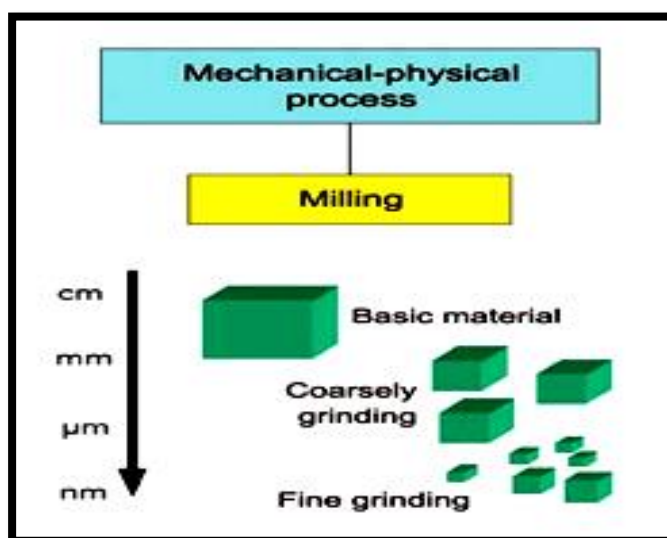 Mechanical-physical
process
Milling
cm
Basic material
mm
Coarsely
grinding
µm
nm
Fine grinding